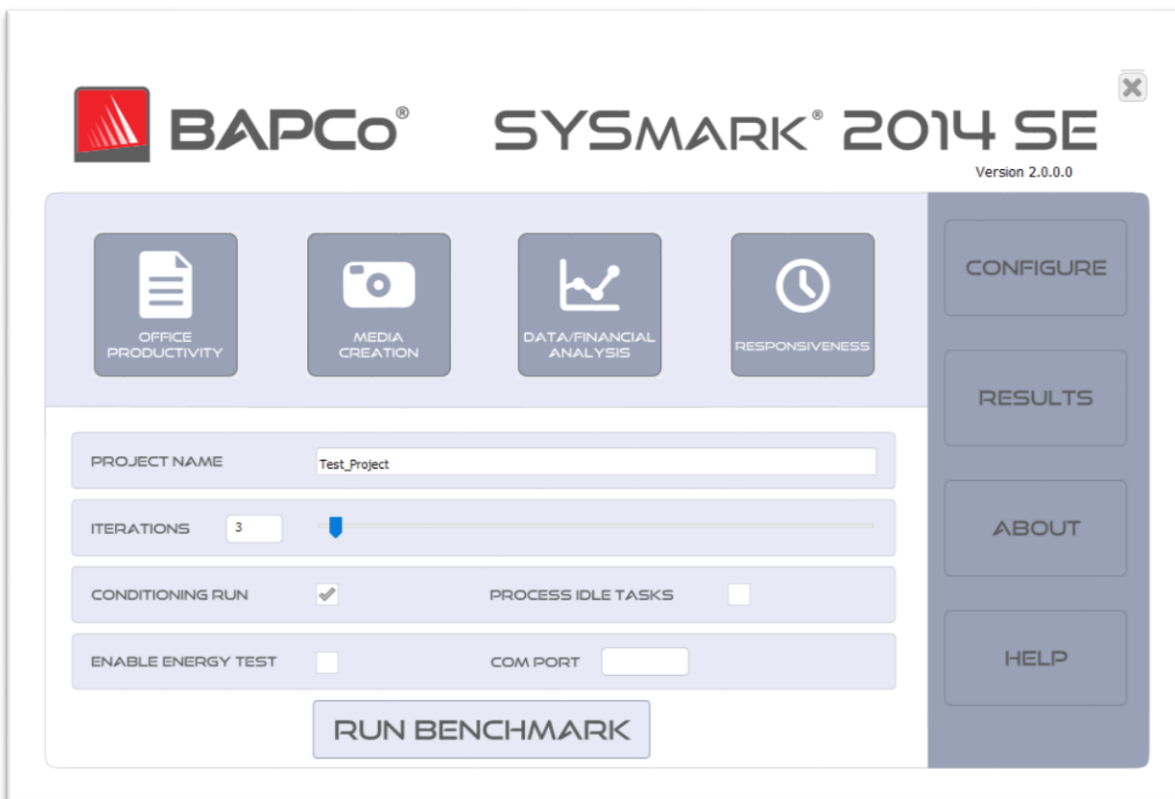 BAPCo® SYSMARK® 2014 SE
Version 2.0.0.0
OFFICE
PRODUCTIVITY
MEDIA
CREATION
DATA/FINANCIAL
ANALYSIS
RESPONSIVENESS
CONFIGURE
RESULTS
ABOUT
HELP
PROJECT NAME Test_Project
ITERATIONS 3
CONDITIONING RUN PROCESS IDLE TASKS
ENABLE ENERGY TEST COM PORT
RUN BENCHMARK